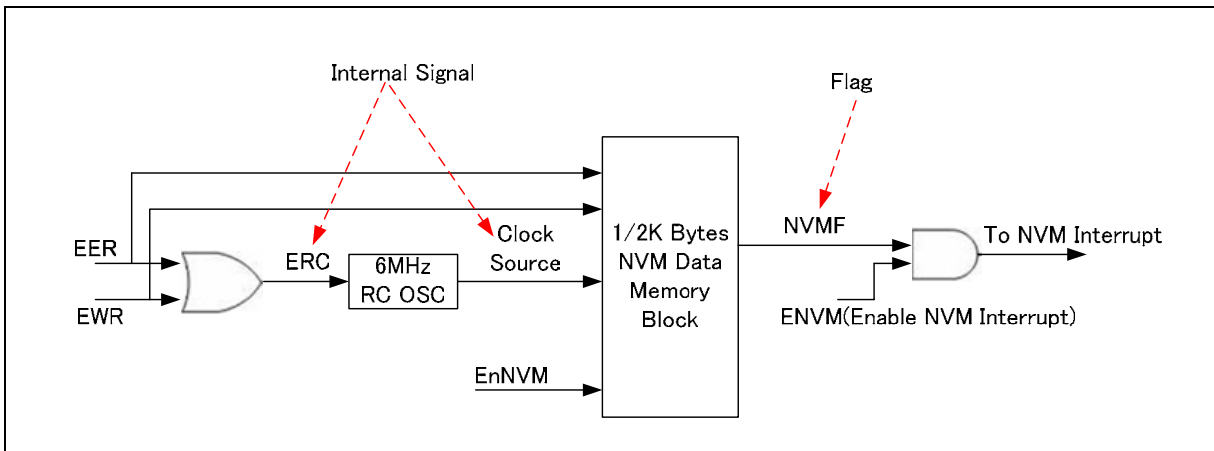 Internal Signal
Flag
EER
EWR
ERC
6MHz
RC OSC
Clock
Source
1/2K Bytes
NVM Data
Memory
Block
EnNVM
NVMF
ENVM(Enable NVM Interrupt)
To NVM Interrupt